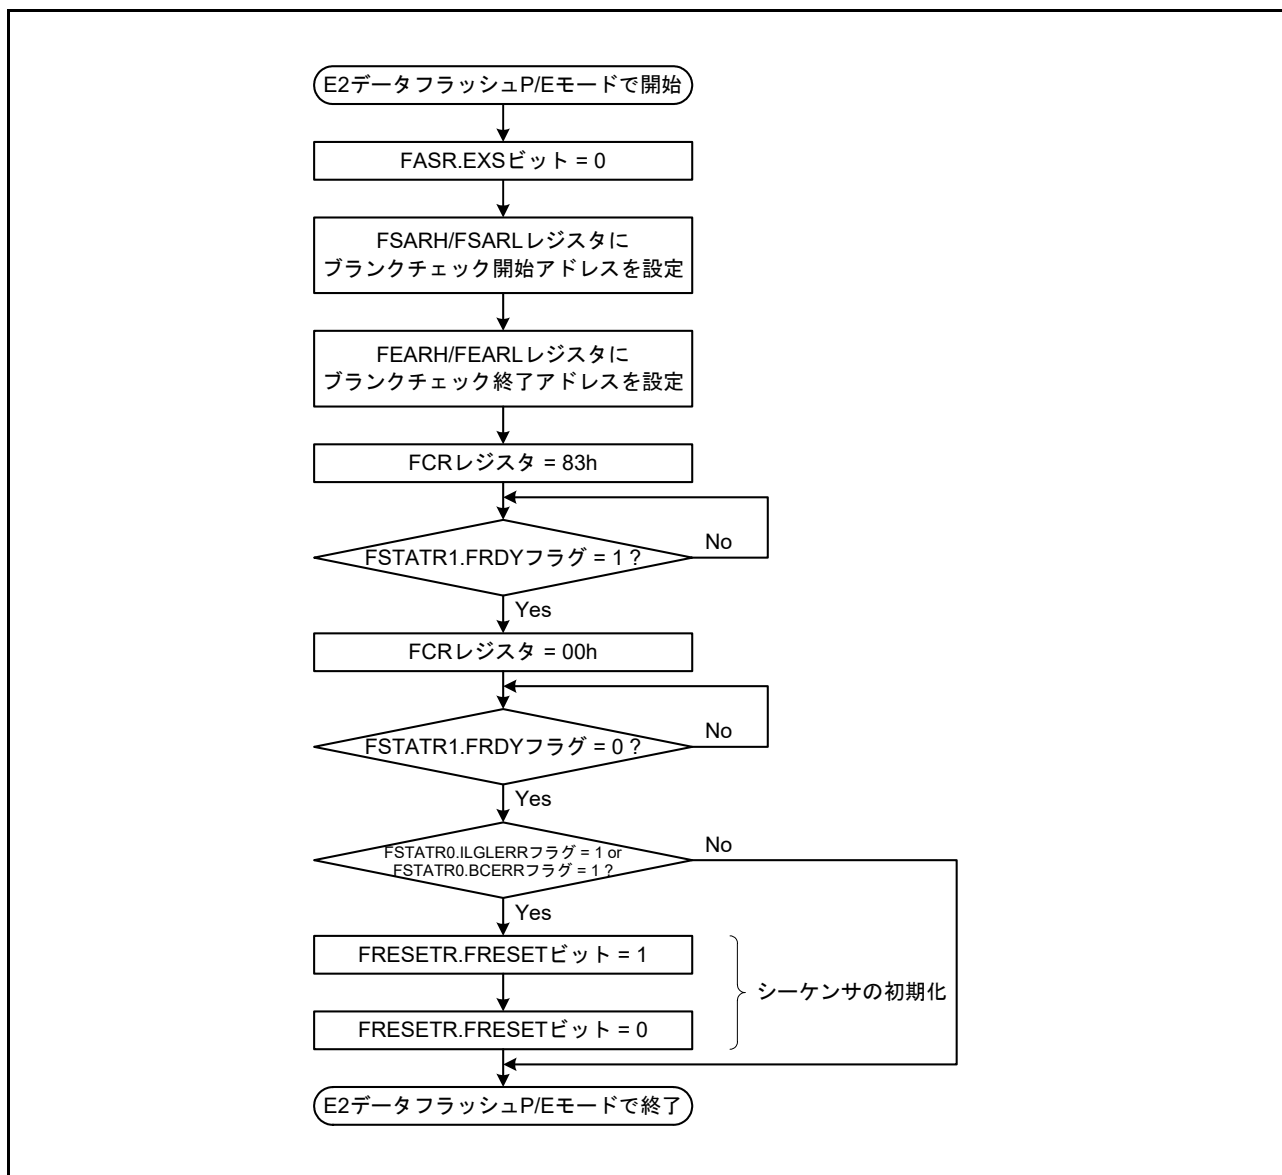 E2データフラッシュP/Eモードで開始
FASR.EXSビット = 0
FSARH/FSARLレジスタに
ブランクチェック開始アドレスを設定
FEARH/FEARLレジスタに
ブランクチェック終了アドレスを設定
FCRレジスタ = 83h
FSTATR1.FRDYフラグ = 1 ?
No
Yes
FCRレジスタ = 00h
FSTATR1.FRDYフラグ = 0 ?
No
Yes
FSTATR0.ILGLERRフラグ = 1 or
FSTATR0.BCERRフラグ = 1 ?
No
Yes
FRESETR.FRESETビット = 1
シーケンサの初期化
FRESETR.FRESETビット = 0
E2データフラッシュP/Eモードで終了